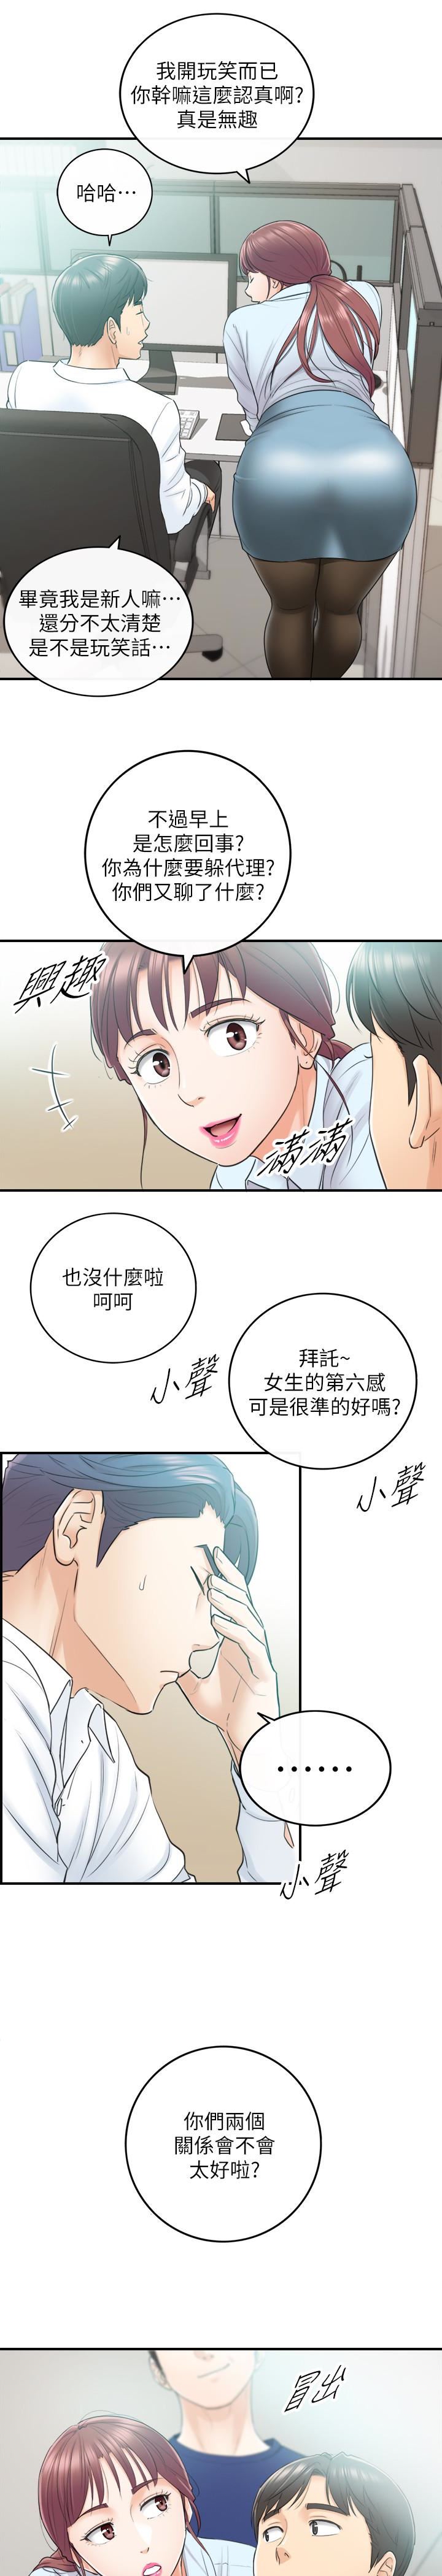 我開玩笑而已
你幹嘛這麼認真啊?
真是無趣
哈哈…
畢竟我是新人嘛…
還分不太清楚
是不是玩笑話…
不過早上
是怎麼回事?
你為什麼要躲代理?
你們又聊了什麼?
興趣
滿滿
也沒什麼啦
呵呵
小聲
拜託~
女生的第六感
可是很準的好嗎?
小聲
······
小聲
你們兩個
關係會不會
太好啦?
冒出